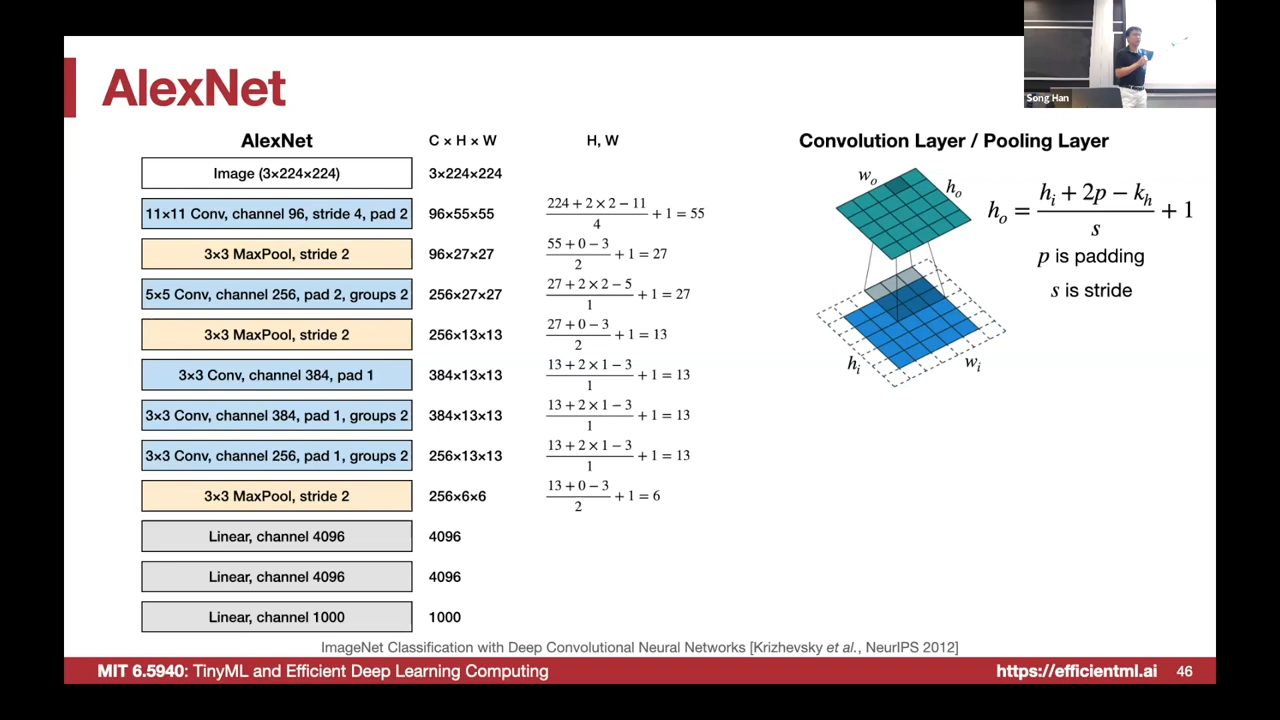 Song Han
AlexNet
AlexNet C × H × W H, W
Image (3×224×224) 3×224×224
11×11 Conv, channel 96, stride 4, pad 2 96×55×55 (224 + 2 × 2 − 11)/4 + 1 = 55
3×3 MaxPool, stride 2 96×27×27 (55 + 0 − 3)/2 + 1 = 27
5×5 Conv, channel 256, pad 2, groups 2 256×27×27 (27 + 2 × 2 − 5)/1 + 1 = 27
3×3 MaxPool, stride 2 256×13×13 (27 + 0 − 3)/2 + 1 = 13
3×3 Conv, channel 384, pad 1 384×13×13 (13 + 2 × 1 − 3)/1 + 1 = 13
3×3 Conv, channel 384, pad 1, groups 2 384×13×13 (13 + 2 × 1 − 3)/1 + 1 = 13
3×3 Conv, channel 256, pad 1, groups 2 256×13×13 (13 + 2 × 1 − 3)/1 + 1 = 13
3×3 MaxPool, stride 2 256×6×6 (13 + 0 − 3)/2 + 1 = 6
Linear, channel 4096 4096
Linear, channel 4096 4096
Linear, channel 1000 1000
Convolution Layer / Pooling Layer
w_o h_o
h_i w_i
h_o = (h_i + 2p − k_h)/s + 1
p is padding
s is stride
ImageNet Classification with Deep Convolutional Neural Networks [Krizhevsky et al., NeurIPS 2012]
MIT 6.5940: TinyML and Efficient Deep Learning Computing https://efficientml.ai 46